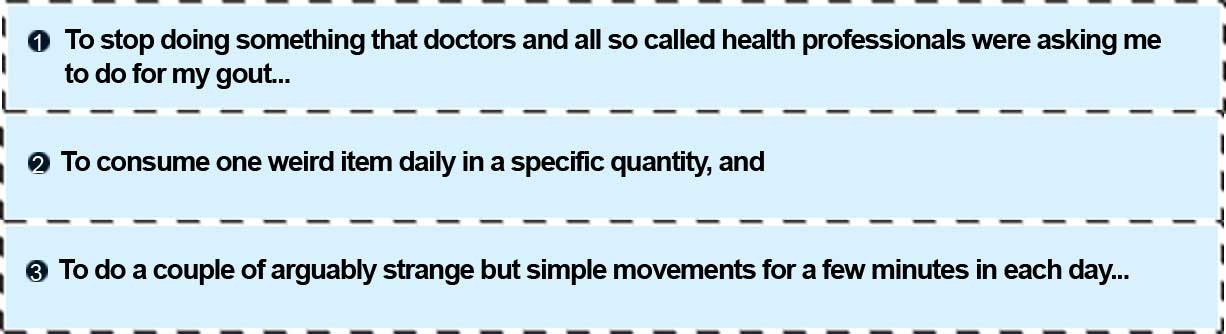 1 To stop doing something that doctors and all so called health professionals were asking me
to do for my gout...
2 To consume one weird item daily in a specific quantity, and
3 To do a couple of arguably strange but simple movements for a few minutes in each day...